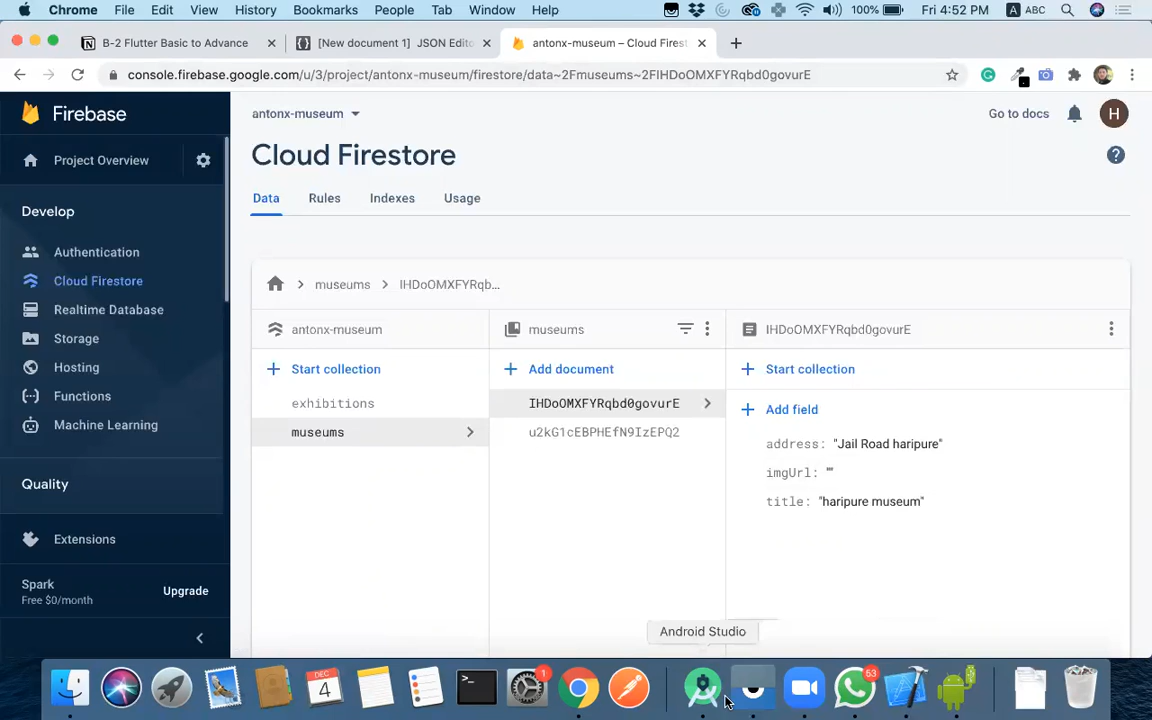 Chrome File Edit View History Bookmarks People Tab Window Help 100% Fri 4:52 PM A ABC
B-2 Flutter Basic to Advance [New document 1] JSON Edito antonx-museum – Cloud Firest
console.firebase.google.com/u/3/project/antonx-museum/firestore/data~2Fmuseums~2FIHDoOMXFYRqbd0govurE
Firebase
antonx-museum
Go to docs
H
Cloud Firestore
Project Overview
Data Rules Indexes Usage
Develop
Authentication
Cloud Firestore
Realtime Database
Storage
Hosting
Functions
Machine Learning
Quality
Extensions
Spark
Free $0/month
Upgrade
museums IHDoOMXFYRqb...
antonx-museum
Start collection
exhibitions
museums
museums
Add document
IHDoOMXFYRqbd0govurE
u2kG1cEBPHEfN9IzEPQ2
IHDoOMXFYRqbd0govurE
Start collection
Add field
address: "Jail Road haripure"
imgUrl: ""
title: "haripure museum"
Android Studio
4
1
63